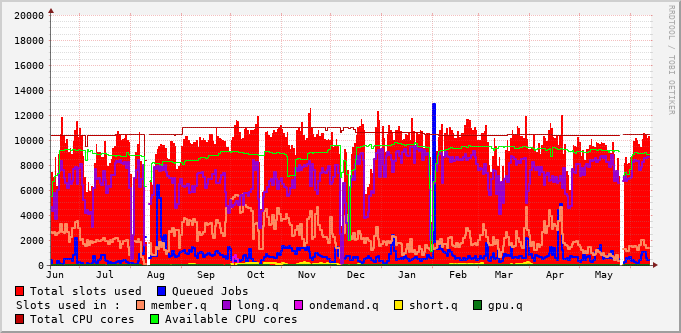 20000
18000
16000
14000
12000
10000
8000
6000
4000
2000
0
Jun Jul Aug Sep Oct Nov Dec Jan Feb Mar Apr May
RRDTOOL / TOBI OETIKER
Total slots used Queued Jobs
Slots used in : member.q long.q ondemand.q short.q gpu.q
Total CPU cores Available CPU cores